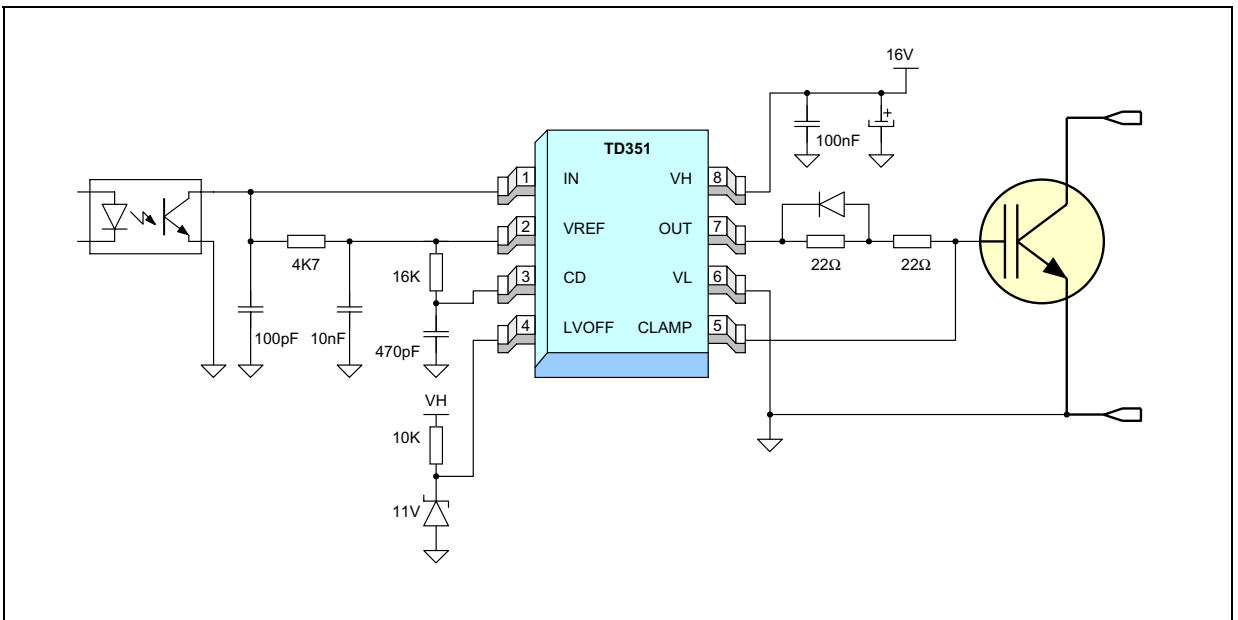 16V
+
100nF
TD351
1 IN VH 8
2 VREF OUT 7
4K7
16K
22Ω 22Ω
3 CD VL 6
4 LVOFF CLAMP 5
100pF 10nF
470pF
VH
10K
11V